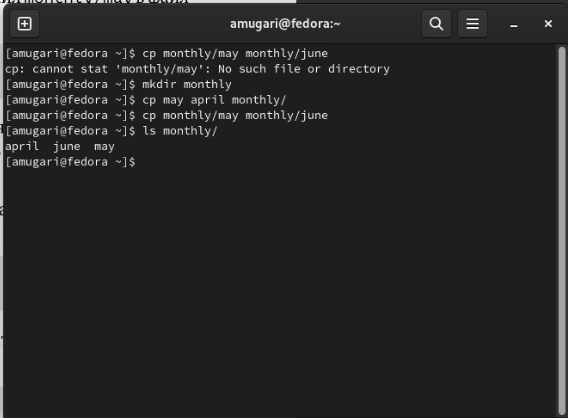 amugari@fedora:~
[amugari@fedora ~]$ cp monthly/may monthly/june
cp: cannot stat 'monthly/may': No such file or directory
[amugari@fedora ~]$ mkdir monthly
[amugari@fedora ~]$ cp may april monthly/
[amugari@fedora ~]$ cp monthly/may monthly/june
[amugari@fedora ~]$ ls monthly/
april  june  may
[amugari@fedora ~]$